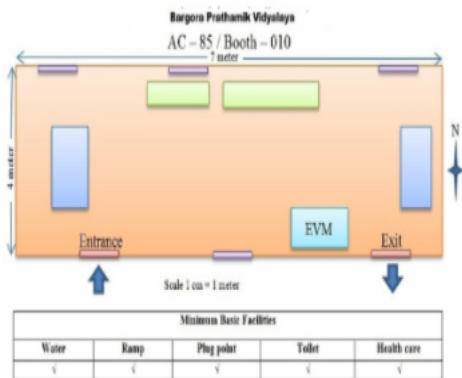 Bargora Prathamik Vidyalaya
AC – 85 / Booth – 010
7 meter
4 meter
N
EVM
Entrance
Exit
Scale 1 cm = 1 meter
Minimum Basic Facilities
Water Ramp Plug point Toilet Health care
√ √ √ √ √